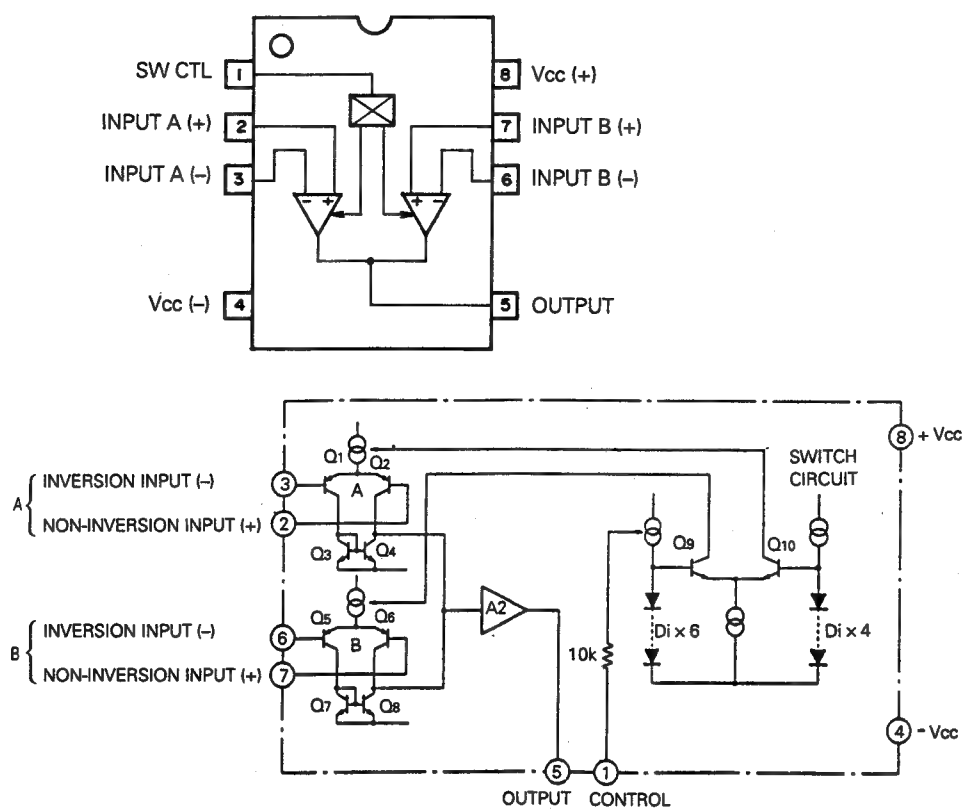 SW CTL 1
8 Vcc (+)
INPUT A (+) 2
7 INPUT B (+)
INPUT A (–) 3
6 INPUT B (–)
– + + –
Vcc (–) 4
5 OUTPUT
8 + Vcc
SWITCH
CIRCUIT
Q1 Q2
A
A { INVERSION INPUT (–) 3
NON-INVERSION INPUT (+) 2
Q3 Q4
Q9 Q10
Q5 Q6
B
B { INVERSION INPUT (–) 6
NON-INVERSION INPUT (+) 7
Q7 Q8
A2
10k
Di × 6
Di × 4
4 - Vcc
5 1
OUTPUT CONTROL